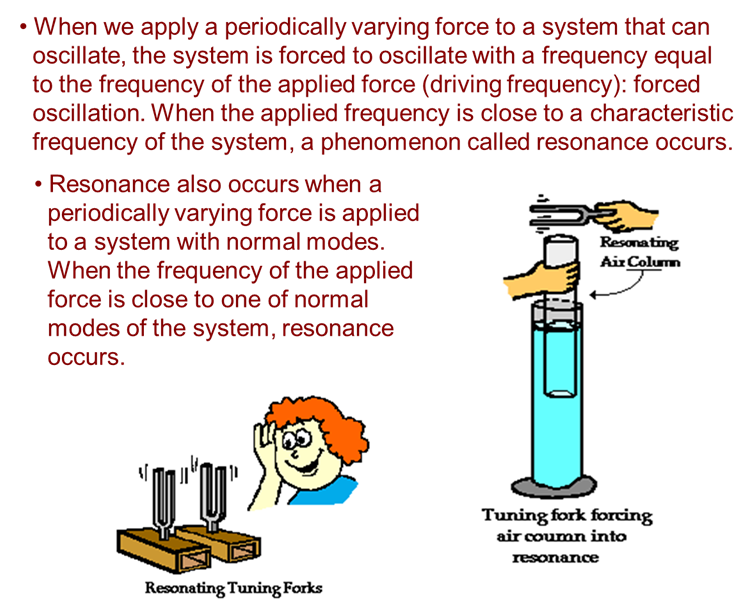 • When we apply a periodically varying force to a system that can
oscillate, the system is forced to oscillate with a frequency equal
to the frequency of the applied force (driving frequency): forced
oscillation. When the applied frequency is close to a characteristic
frequency of the system, a phenomenon called resonance occurs.
• Resonance also occurs when a
periodically varying force is applied
to a system with normal modes.
When the frequency of the applied
force is close to one of normal
modes of the system, resonance
occurs.
Resonating
Air Column
Tuning fork forcing
air coumn into
resonance
Resonating Tuning Forks